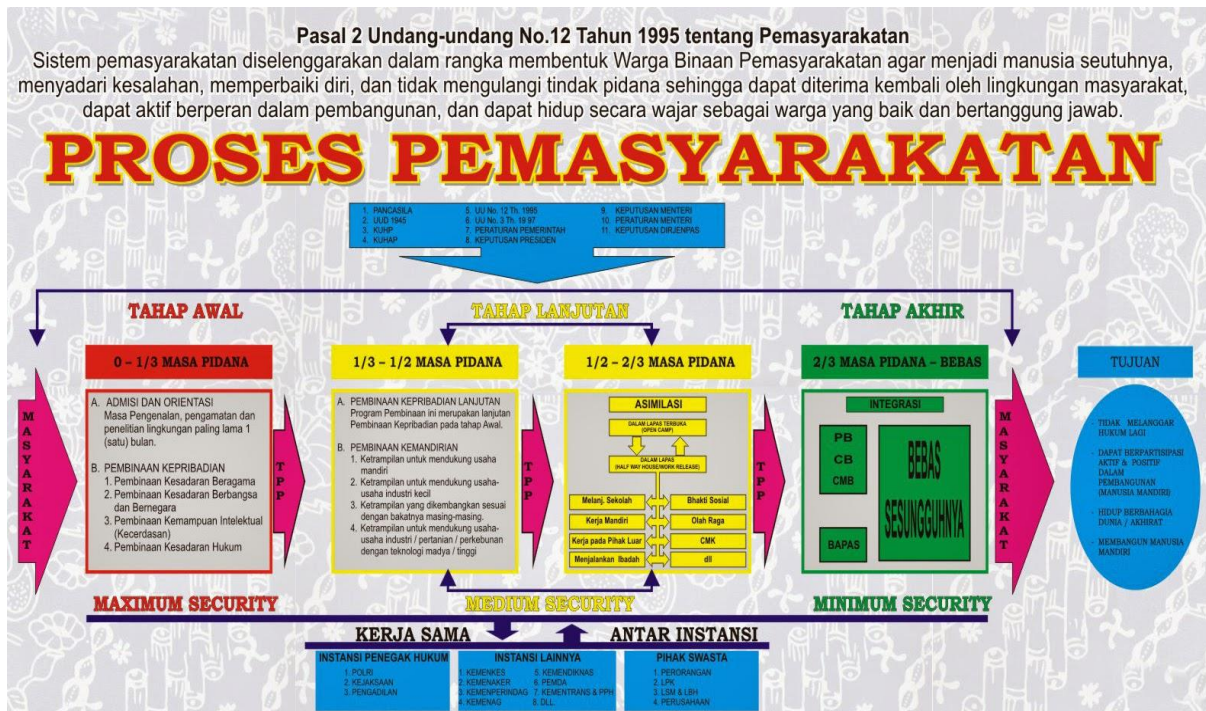 Pasal 2 Undang-undang No.12 Tahun 1995 tentang Pemasyarakatan
Sistem pemasyarakatan diselenggarakan dalam rangka membentuk Warga Binaan Pemasyarakatan agar menjadi manusia seutuhnya,
menyadari kesalahan, memperbaiki diri, dan tidak mengulangi tindak pidana sehingga dapat diterima kembali oleh lingkungan masyarakat,
dapat aktif berperan dalam pembangunan, dan dapat hidup secara wajar sebagai warga yang baik dan bertanggung jawab.
PROSES PEMASYARAKATAN
1. PANCASILA
2. UUD 1945
3. KUHP
4. KUHAP
5. UU No. 12 Th. 1995
6. UU No. 3 Th. 19 97
7. PERATURAN PEMERINTAH
8. KEPUTUSAN PRESIDEN
9. KEPUTUSAN MENTERI
10. PERATURAN MENTERI
11. KEPUTUSAN DIRJENPAS
TAHAP AWAL
TAHAP LANJUTAN
TAHAP AKHIR
MASYARAKAT
0 – 1/3 MASA PIDANA
A. ADMISI DAN ORIENTASI
Masa Pengenalan, pengamatan dan
penelitian lingkungan paling lama 1
(satu) bulan.
B. PEMBINAAN KEPRIBADIAN
1. Pembinaan Kesadaran Beragama
2. Pembinaan Kesadaran Berbangsa
dan Bernegara
3. Pembinaan Kemampuan Intelektual
(Kecerdasan)
4. Pembinaan Kesadaran Hukum
TPP
1/3 – 1/2 MASA PIDANA
A. PEMBINAAN KEPRIBADIAN LANJUTAN
Program Pembinaan ini merupakan lanjutan
Pembinaan Kepribadian pada tahap Awal.
B. PEMBINAAN KEMANDIRIAN
1. Ketrampilan untuk mendukung usaha
mandiri
2. Ketrampilan untuk mendukung usaha-
usaha industri kecil
3. Ketrampilan yang dikembangkan sesuai
dengan bakatnya masing-masing.
4. Ketrampilan untuk mendukung usaha-
usaha industri / pertanian / perkebunan
dengan teknologi madya / tinggi
TPP
1/2 – 2/3 MASA PIDANA
ASIMILASI
DALAM LAPAS TERBUKA
(OPEN CAMP)
DALAM LAPAS
(HALF WAY HOUSE/WORK RELEASE)
Melanj. Sekolah
Bhakti Sosial
Kerja Mandiri
Olah Raga
Kerja pada Pihak Luar
CMK
Menjalankan Ibadah
dll
TPP
2/3 MASA PIDANA – BEBAS
INTEGRASI
PB
CB
CMB
BAPAS
BEBAS
SESUNGGUHNYA
MASYARAKAT
TUJUAN
- TIDAK MELANGGAR
HUKUM LAGI
- DAPAT BERPARTISIPASI
AKTIF & POSITIF
DALAM
PEMBANGUNAN
(MANUSIA MANDIRI)
- HIDUP BERBAHAGIA
DUNIA / AKHIRAT
- MEMBANGUN MANUSIA
MANDIRI
MAXIMUM SECURITY
MEDIUM SECURITY
MINIMUM SECURITY
KERJA SAMA
ANTAR INSTANSI
INSTANSI PENEGAK HUKUM
1. POLRI
2. KEJAKSAAN
3. PENGADILAN
INSTANSI LAINNYA
1. KEMENKES
2. KEMENAKER
3. KEMENPERINDAG
4. KEMENAG
5. KEMENDIKNAS
6. PEMDA
7. KEMENTRANS & PPH
8. DLL.
PIHAK SWASTA
1. PERORANGAN
2. LPK
3. LSM & LBH
4. PERUSAHAAN